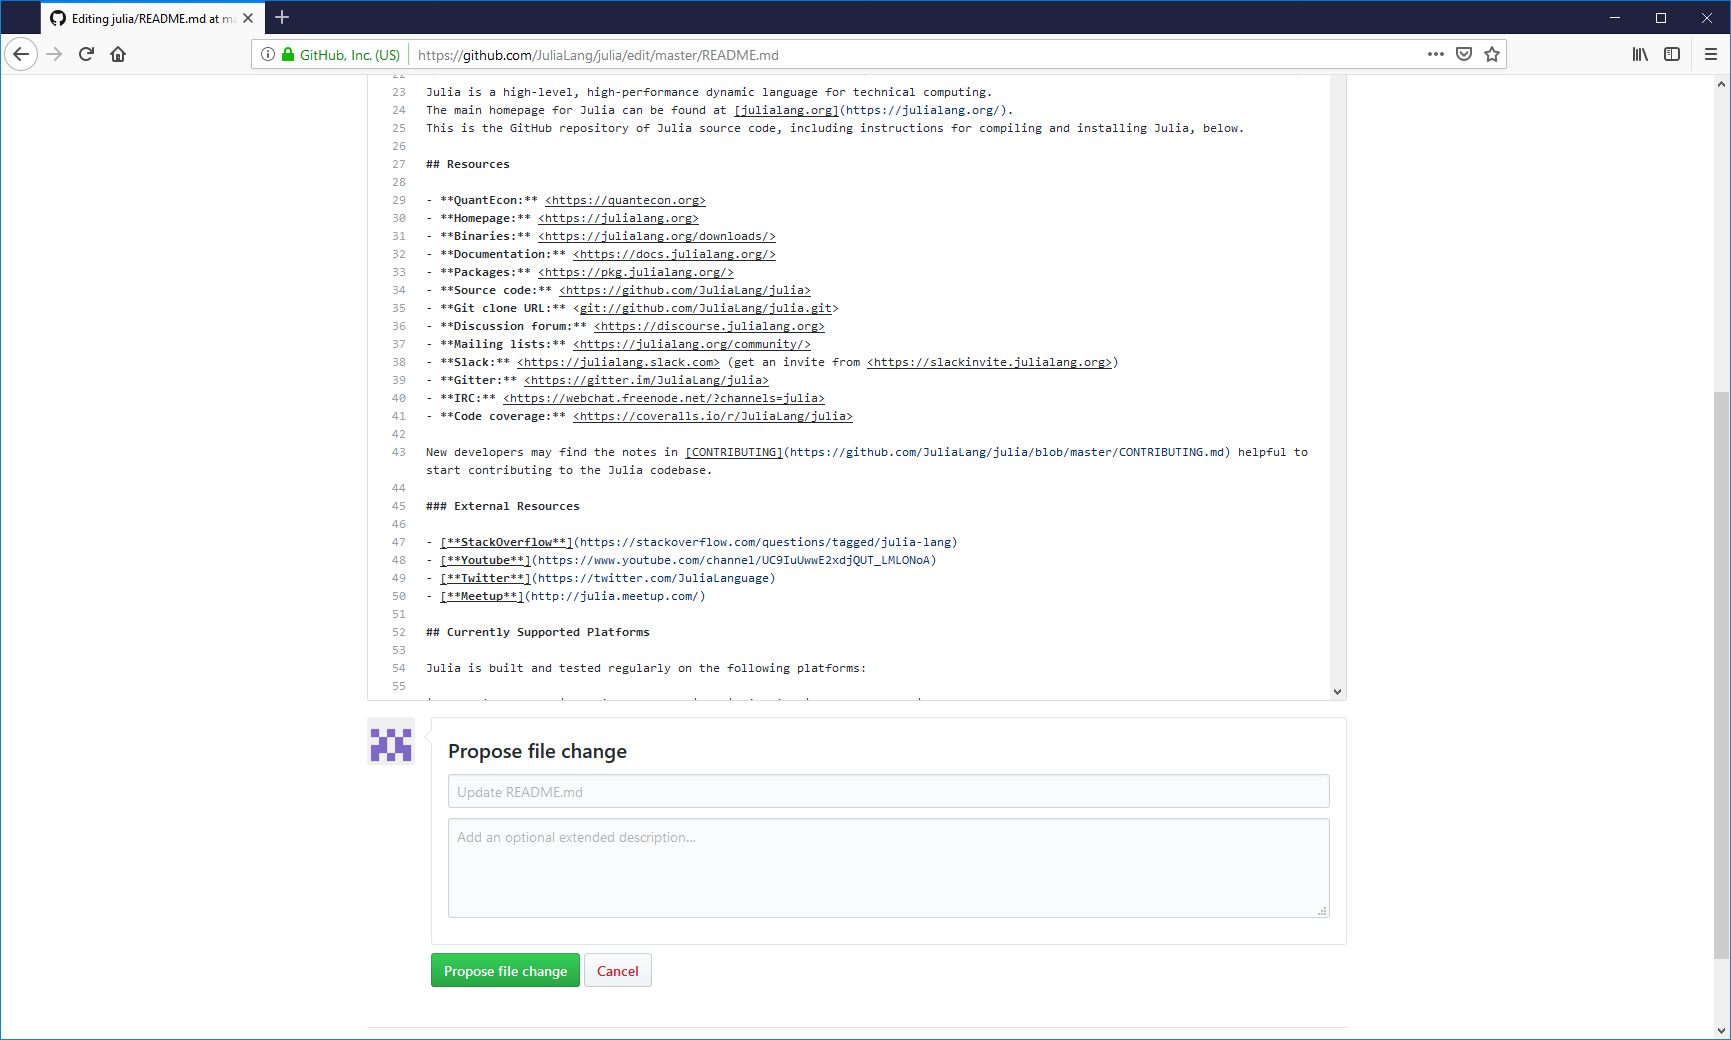 Editing julia/README.md at ma
GitHub, Inc. (US)
https://github.com/JuliaLang/julia/edit/master/README.md
22
23 Julia is a high-level, high-performance dynamic language for technical computing.
24 The main homepage for Julia can be found at [julialang.org](https://julialang.org/).
25 This is the GitHub repository of Julia source code, including instructions for compiling and installing Julia, below.
26
27 ## Resources
28
29 - **QuantEcon:** <https://quantecon.org>
30 - **Homepage:** <https://julialang.org>
31 - **Binaries:** <https://julialang.org/downloads/>
32 - **Documentation:** <https://docs.julialang.org/>
33 - **Packages:** <https://pkg.julialang.org/>
34 - **Source code:** <https://github.com/JuliaLang/julia>
35 - **Git clone URL:** <git://github.com/JuliaLang/julia.git>
36 - **Discussion forum:** <https://discourse.julialang.org>
37 - **Mailing lists:** <https://julialang.org/community/>
38 - **Slack:** <https://julialang.slack.com> (get an invite from <https://slackinvite.julialang.org>)
39 - **Gitter:** <https://gitter.im/JuliaLang/julia>
40 - **IRC:** <https://webchat.freenode.net/?channels=julia>
41 - **Code coverage:** <https://coveralls.io/r/JuliaLang/julia>
42
43 New developers may find the notes in [CONTRIBUTING](https://github.com/JuliaLang/julia/blob/master/CONTRIBUTING.md) helpful to
start contributing to the Julia codebase.
44
45 ### External Resources
46
47 - [**StackOverflow**](https://stackoverflow.com/questions/tagged/julia-lang)
48 - [**Youtube**](https://www.youtube.com/channel/UC9IuUwwE2xdjQUT_LMLONoA)
49 - [**Twitter**](https://twitter.com/JuliaLanguage)
50 - [**Meetup**](http://julia.meetup.com/)
51
52 ## Currently Supported Platforms
53
54 Julia is built and tested regularly on the following platforms:
55
Propose file change
Update README.md
Add an optional extended description...
Propose file change
Cancel